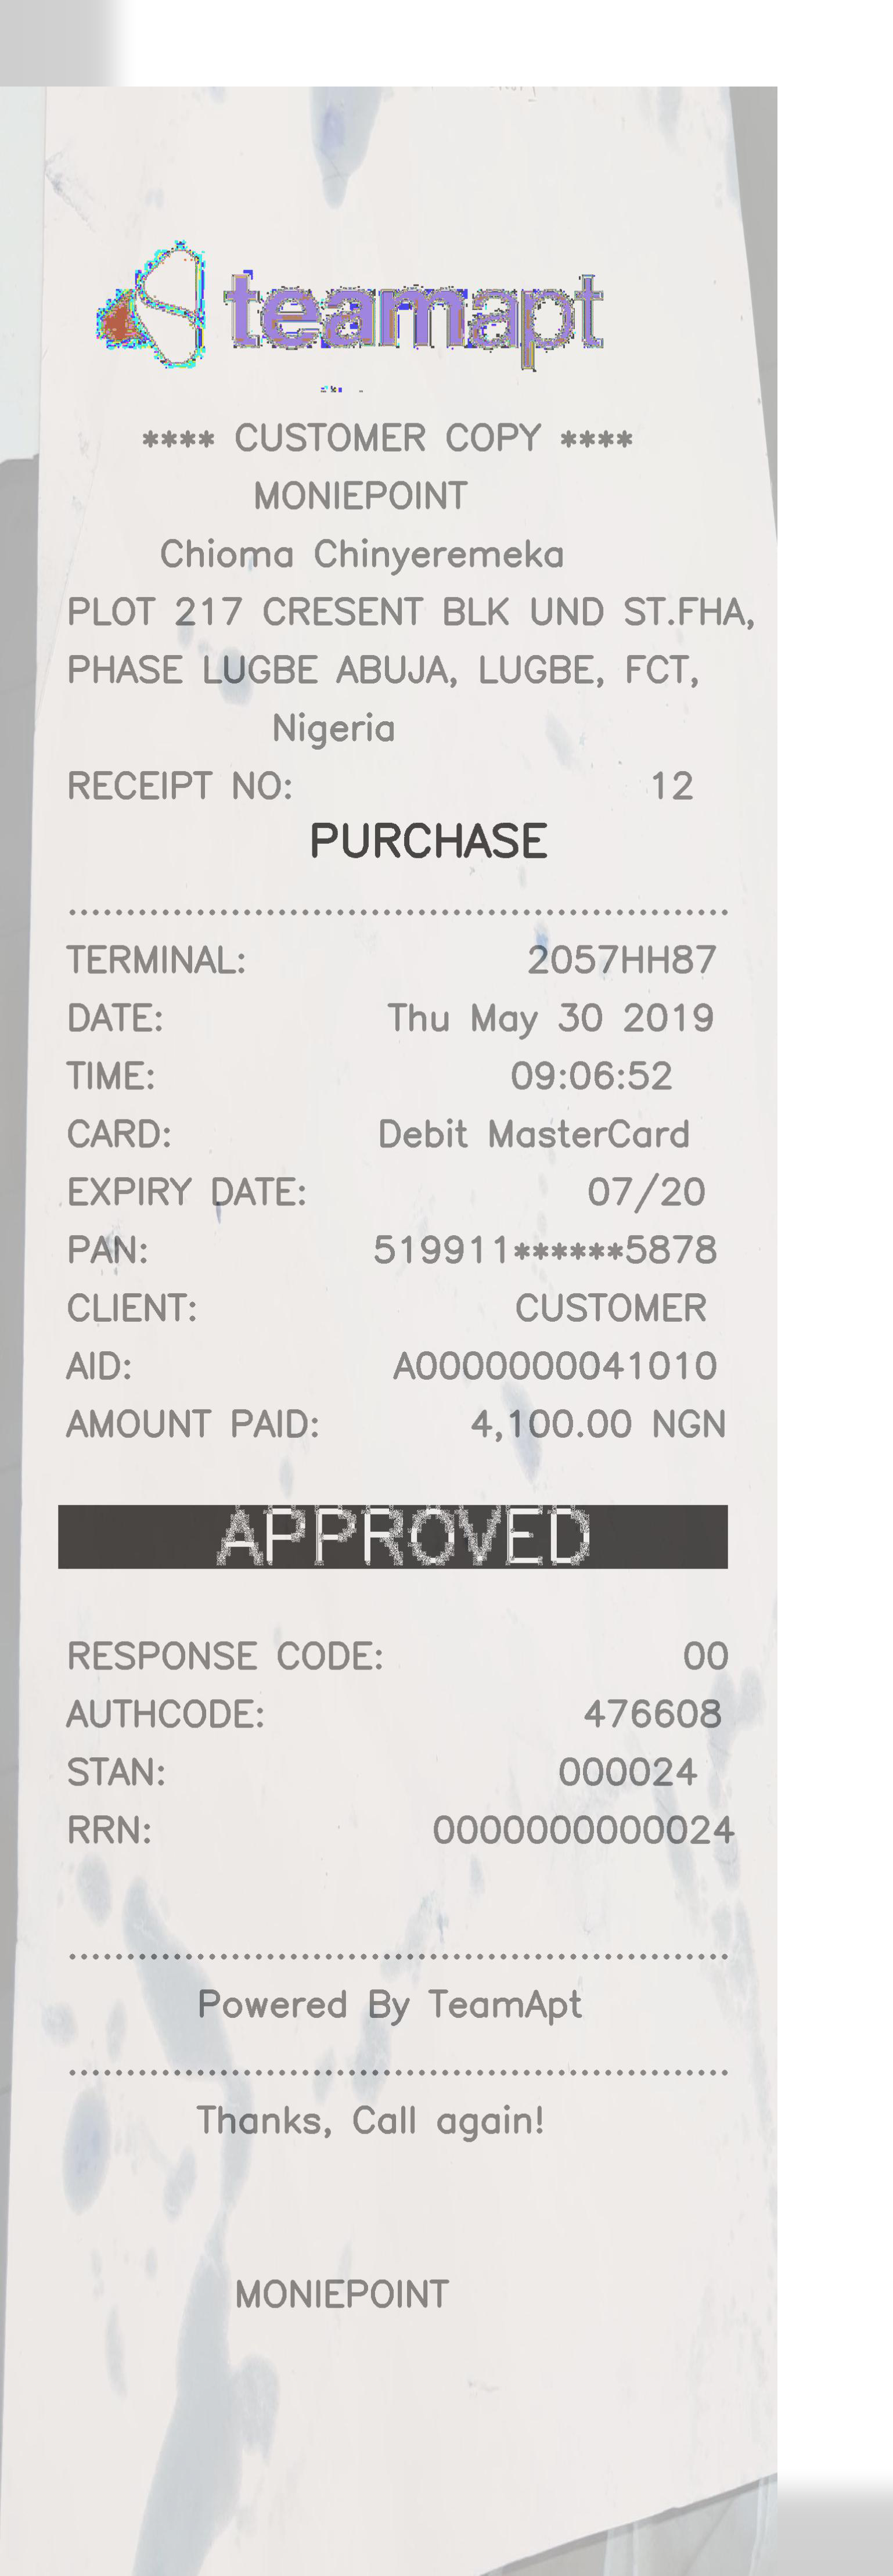 teamapt
**** CUSTOMER COPY ****
MONIEPOINT
Chioma Chinyeremeka
PLOT 217 CRESENT BLK UND ST.FHA,
PHASE LUGBE ABUJA, LUGBE, FCT,
Nigeria
RECEIPT NO: 12
PURCHASE
TERMINAL: 2057HH87
DATE: Thu May 30 2019
TIME: 09:06:52
CARD: Debit MasterCard
EXPIRY DATE: 07/20
PAN: 519911******5878
CLIENT: CUSTOMER
AID: A0000000041010
AMOUNT PAID: 4,100.00 NGN
APPROVED
RESPONSE CODE: 00
AUTHCODE: 476608
STAN: 000024
RRN: 0000000000024
Powered By TeamApt
Thanks, Call again!
MONIEPOINT